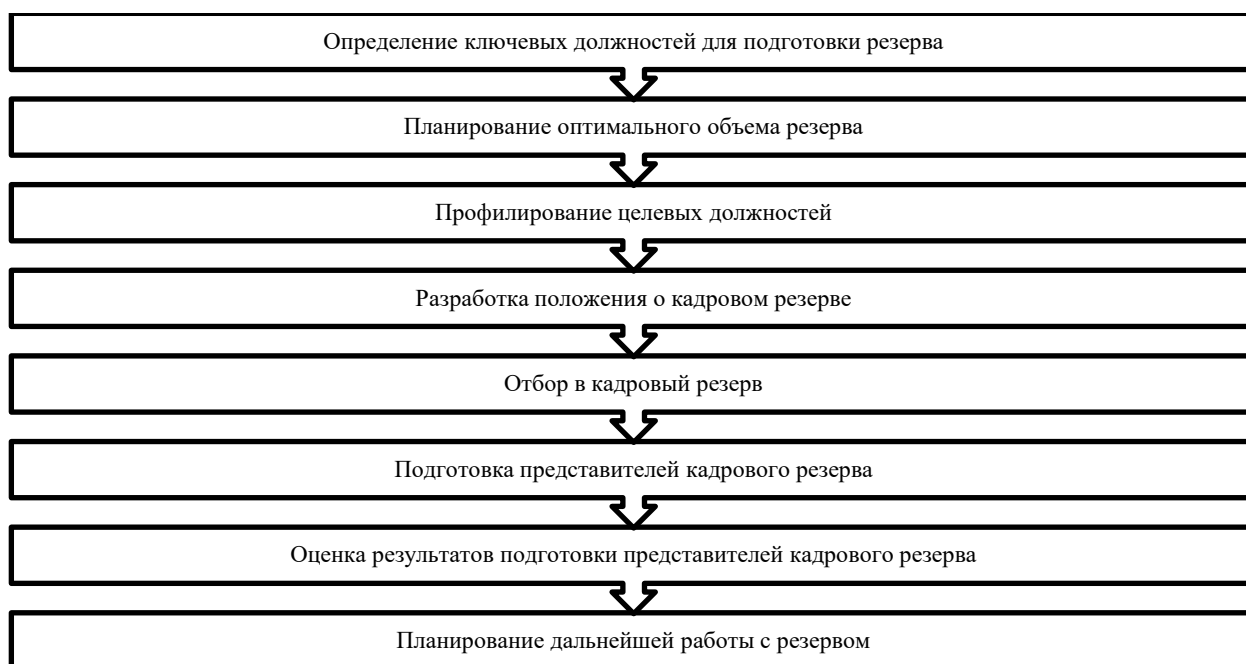 Определение ключевых должностей для подготовки резерва
Планирование оптимального объема резерва
Профилирование целевых должностей
Разработка положения о кадровом резерве
Отбор в кадровый резерв
Подготовка представителей кадрового резерва
Оценка результатов подготовки представителей кадрового резерва
Планирование дальнейшей работы с резервом